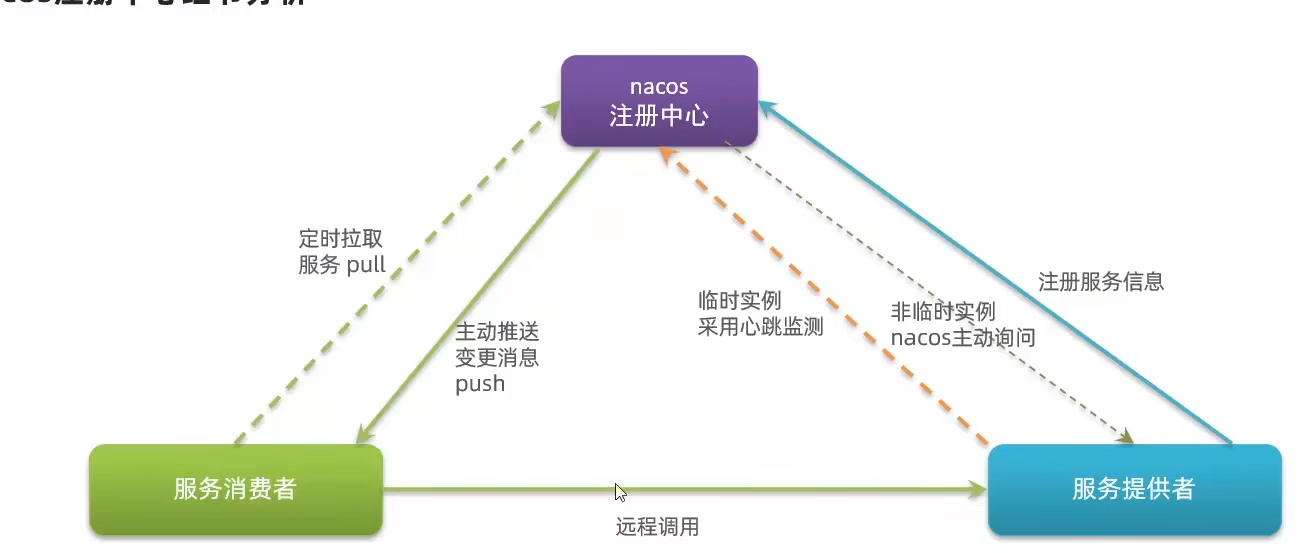 nacos
注册中心
定时拉取
服务 pull
主动推送
变更消息
push
临时实例
采用心跳监测
非临时实例
nacos主动询问
注册服务信息
服务消费者
远程调用
服务提供者